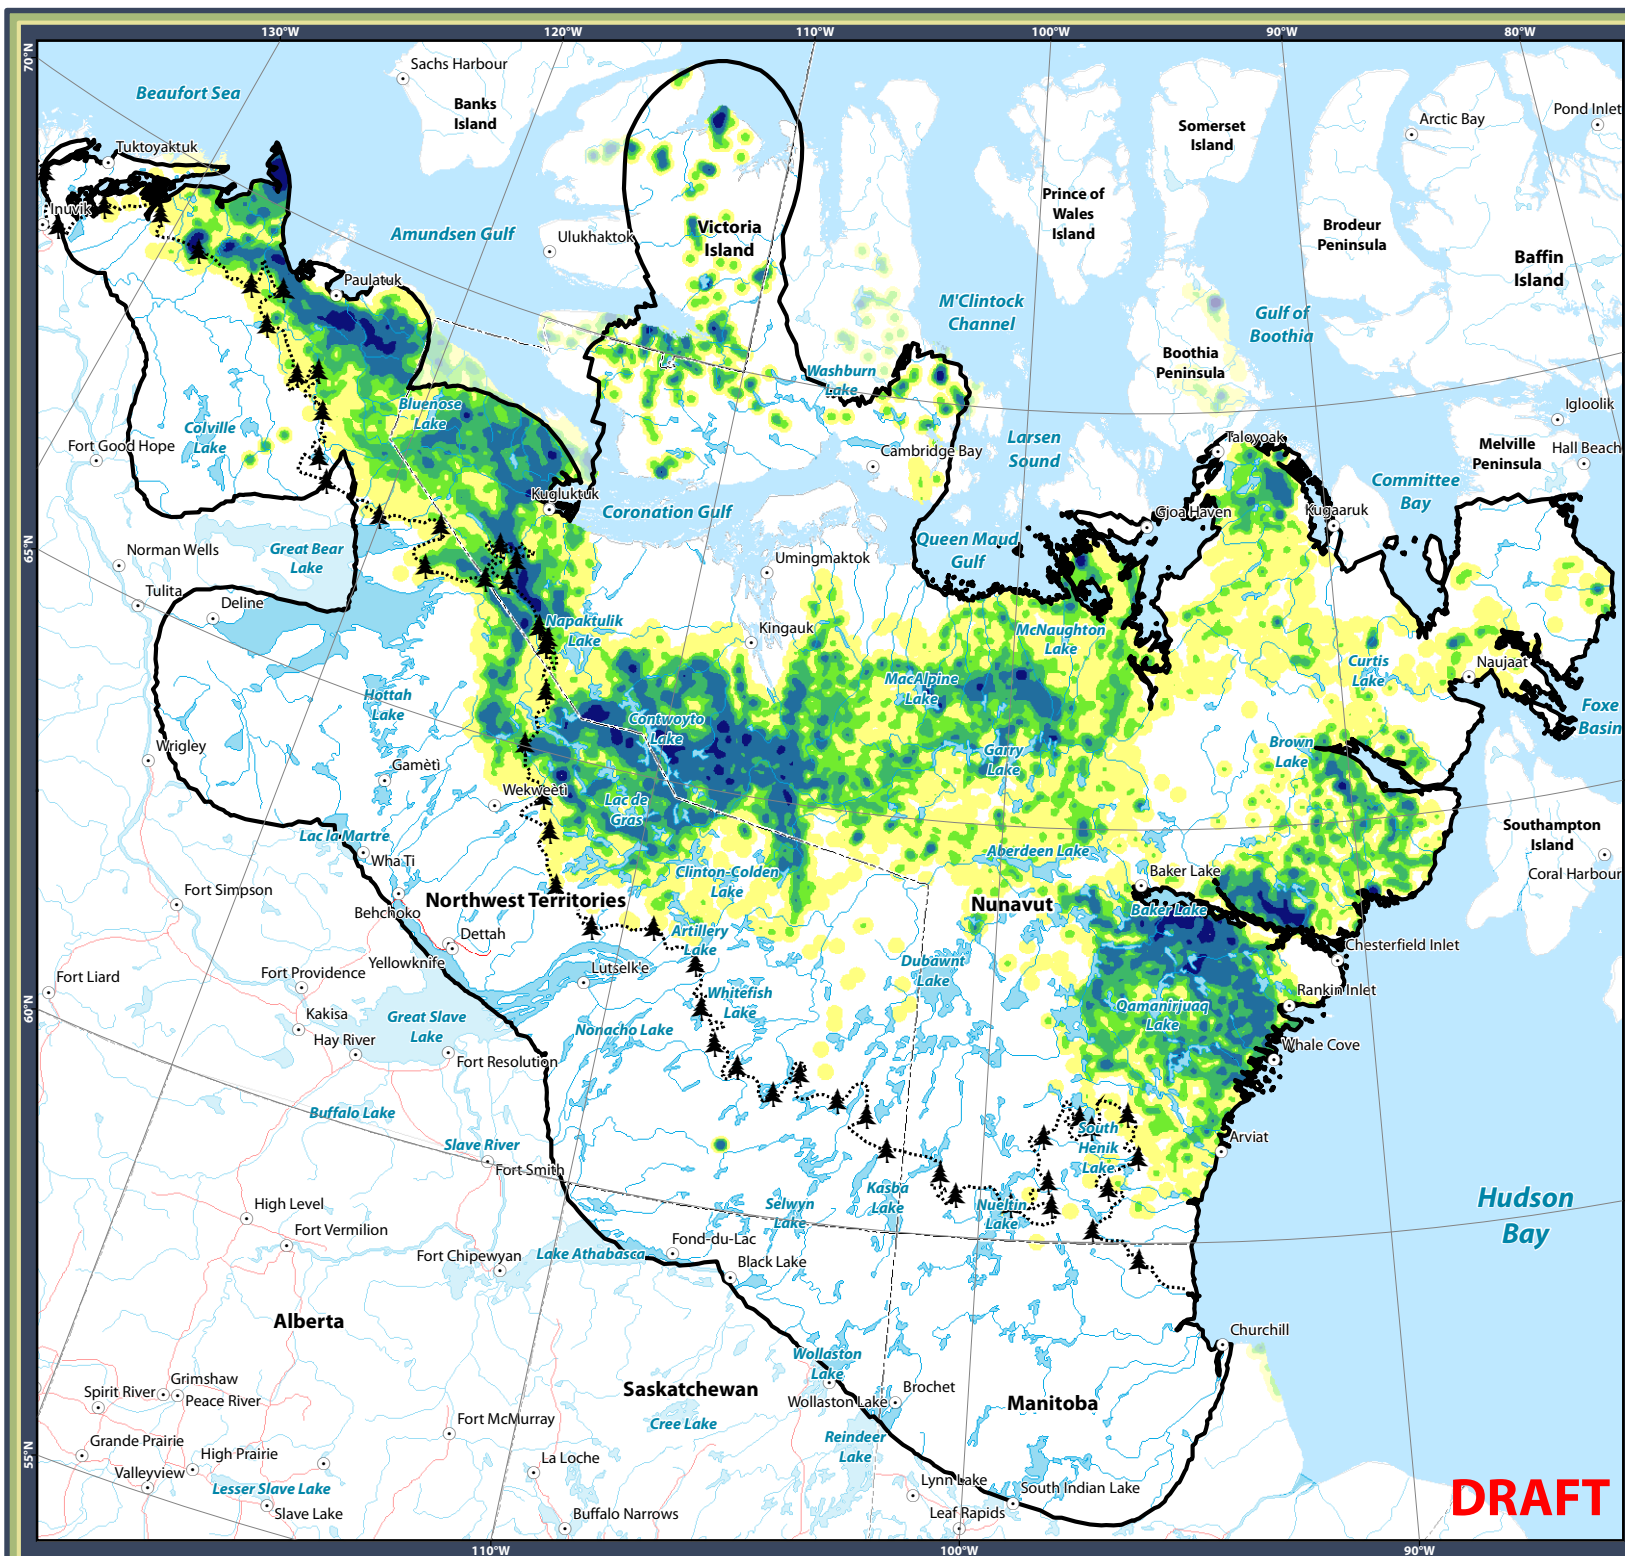 130°W
120°W
110°W
100°W
90°W
80°W
70°N
Sachs Harbour
Beaufort Sea
Banks
Island
Arctic Bay
Pond Inlet
Somerset
Island
Tuktoyaktuk
Prince of
Wales
Island
Inuvik
Amundsen Gulf
Ulukhaktok
Victoria
Island
Brodeur
Peninsula
Baffin
Island
Paulatuk
M'Clintock
Channel
Gulf of
Boothia
Boothia
Peninsula
Washburn
Lake
Bluenose
Lake
Igloolik
Colville
Lake
Fort Good Hope
Larsen
Sound
Taloyoak
Melville
Peninsula
Hall Beach
Cambridge Bay
Committee
Bay
Kugluktuk
Coronation Gulf
Gjoa Haven
Kugaaruk
65°N
Norman Wells
Great Bear
Lake
Queen Maud
Gulf
Umingmaktok
Tulita
Deline
Napaktulik
Lake
Kingauk
McNaughton
Lake
Curtis
Lake
Naujaat
MacAlpine
Lake
Hottah
Lake
Foxe
Basin
Contwoyto
Lake
Wrigley
Garry
Lake
Brown
Lake
Gamètì
Wekweètì
Lac de
Gras
Lac la Martre
Southampton
Island
Wha Ti
Aberdeen Lake
Clinton-Colden
Lake
Baker Lake
Coral Harbour
Fort Simpson
Northwest Territories
Nunavut
Behchoko
Baker Lake
Dettah
Artillery
Lake
Chesterfield Inlet
Yellowknife
Fort Liard
Fort Providence
Lutselk'e
Dubawnt
Lake
60°N
Kakisa
Great Slave
Lake
Whitefish
Lake
Rankin Inlet
Qamanirjuaq
Lake
Hay River
Nonacho Lake
Whale Cove
Fort Resolution
Buffalo Lake
South
Henik
Lake
Slave River
Arviat
Fort Smith
Kasba
Lake
High Level
Selwyn
Lake
Nueltin
Lake
Hudson
Bay
Fort Vermilion
Fort Chipewyan
Lake Athabasca
Fond-du-Lac
Black Lake
Alberta
Churchill
Wollaston
Lake
Grimshaw
Spirit River
Peace River
Saskatchewan
Wollaston Lake
Brochet
Manitoba
Fort McMurray
Cree Lake
Grande Prairie
High Prairie
Reindeer
Lake
55°N
Valleyview
La Loche
Lesser Slave Lake
Lynn Lake
South Indian Lake
Slave Lake
Buffalo Narrows
Leaf Rapids
DRAFT
110°W
100°W
90°W